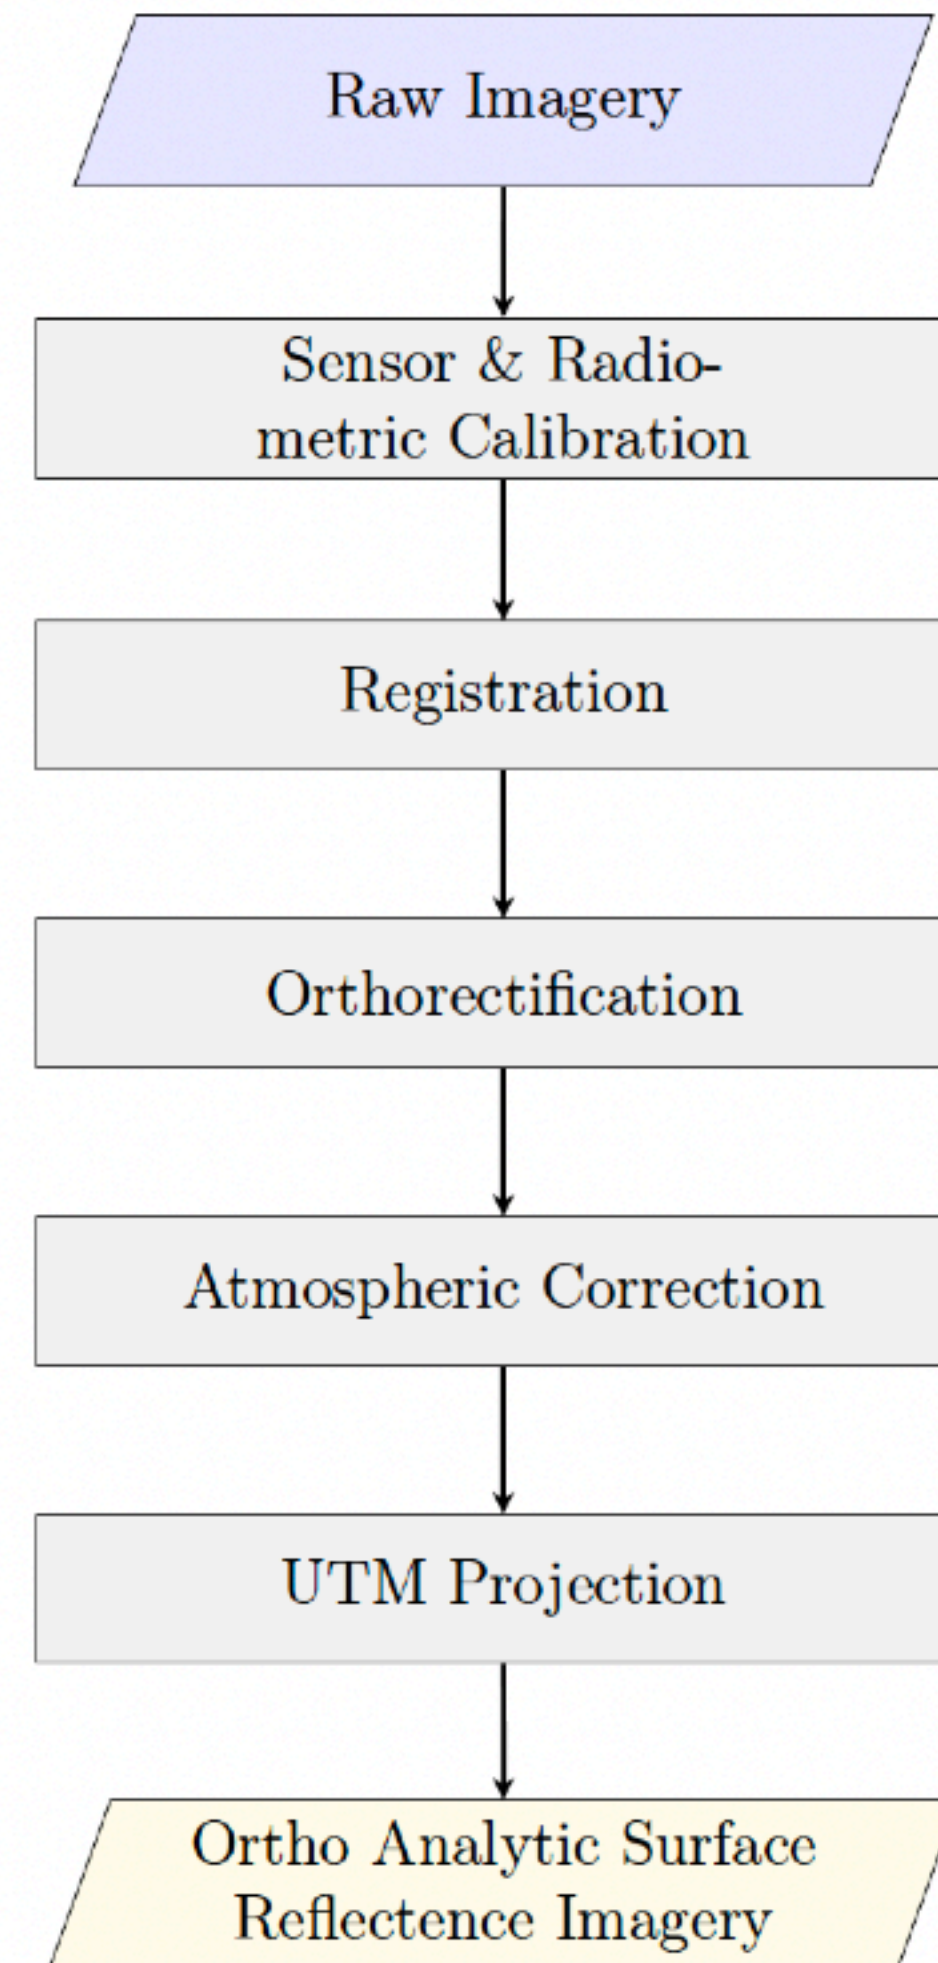 Raw Imagery
Sensor & Radio-
metric Calibration
Registration
Orthorectification
Atmospheric Correction
UTM Projection
Ortho Analytic Surface
Reflectence Imagery